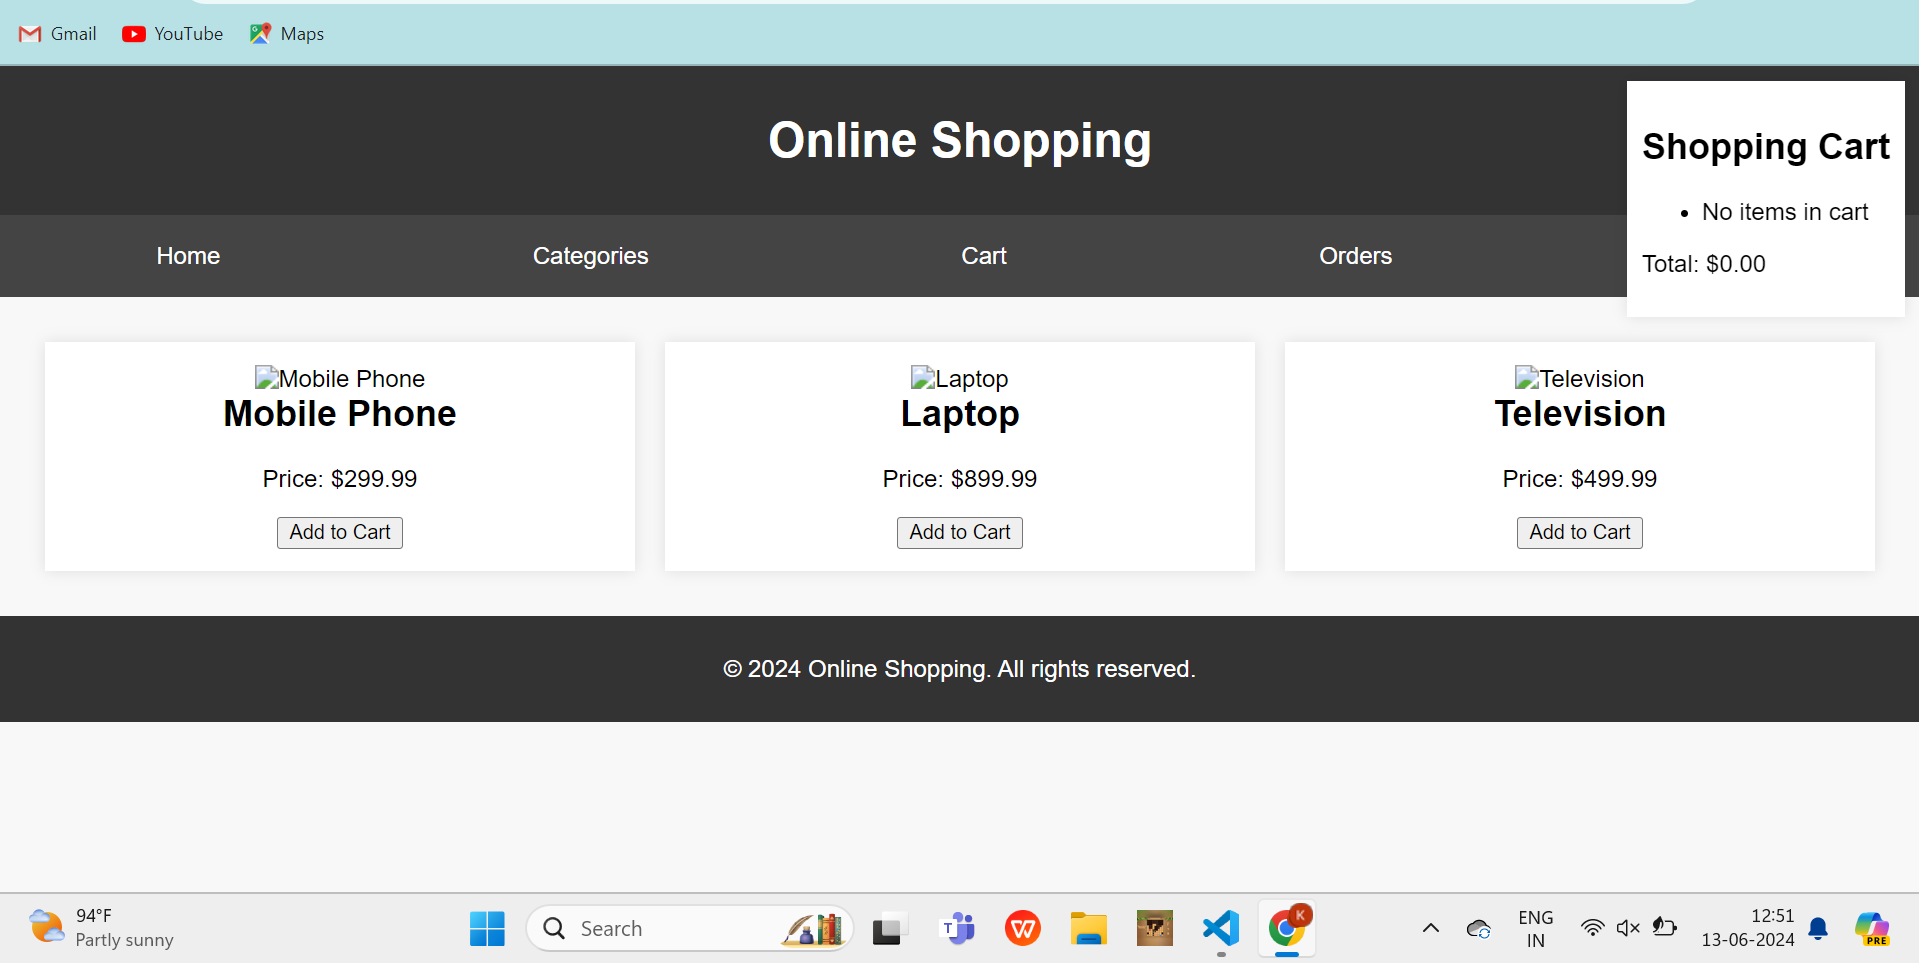 Gmail YouTube Maps
Online Shopping
Shopping Cart
• No items in cart
Total: $0.00
Home Categories Cart Orders
Mobile Phone
Mobile Phone
Price: $299.99
Add to Cart
Laptop
Laptop
Price: $899.99
Add to Cart
Television
Television
Price: $499.99
Add to Cart
© 2024 Online Shopping. All rights reserved.
94°F
Partly sunny
Search
T
W
K
ENG
IN
12:51
13-06-2024
PRE